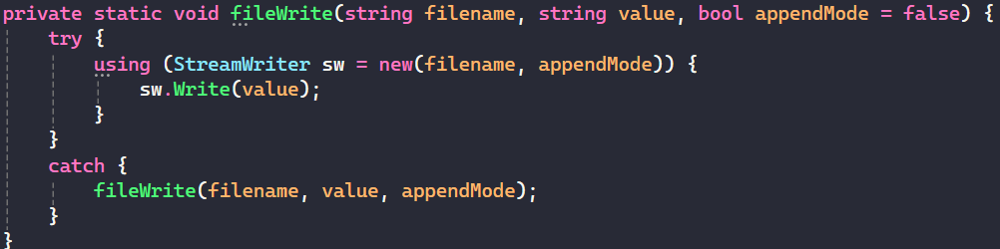 private static void fileWrite(string filename, string value, bool appendMode = false) {
    try {
        using (StreamWriter sw = new(filename, appendMode)) {
            sw.Write(value);
        }
    }
    catch {
        fileWrite(filename, value, appendMode);
    }
}